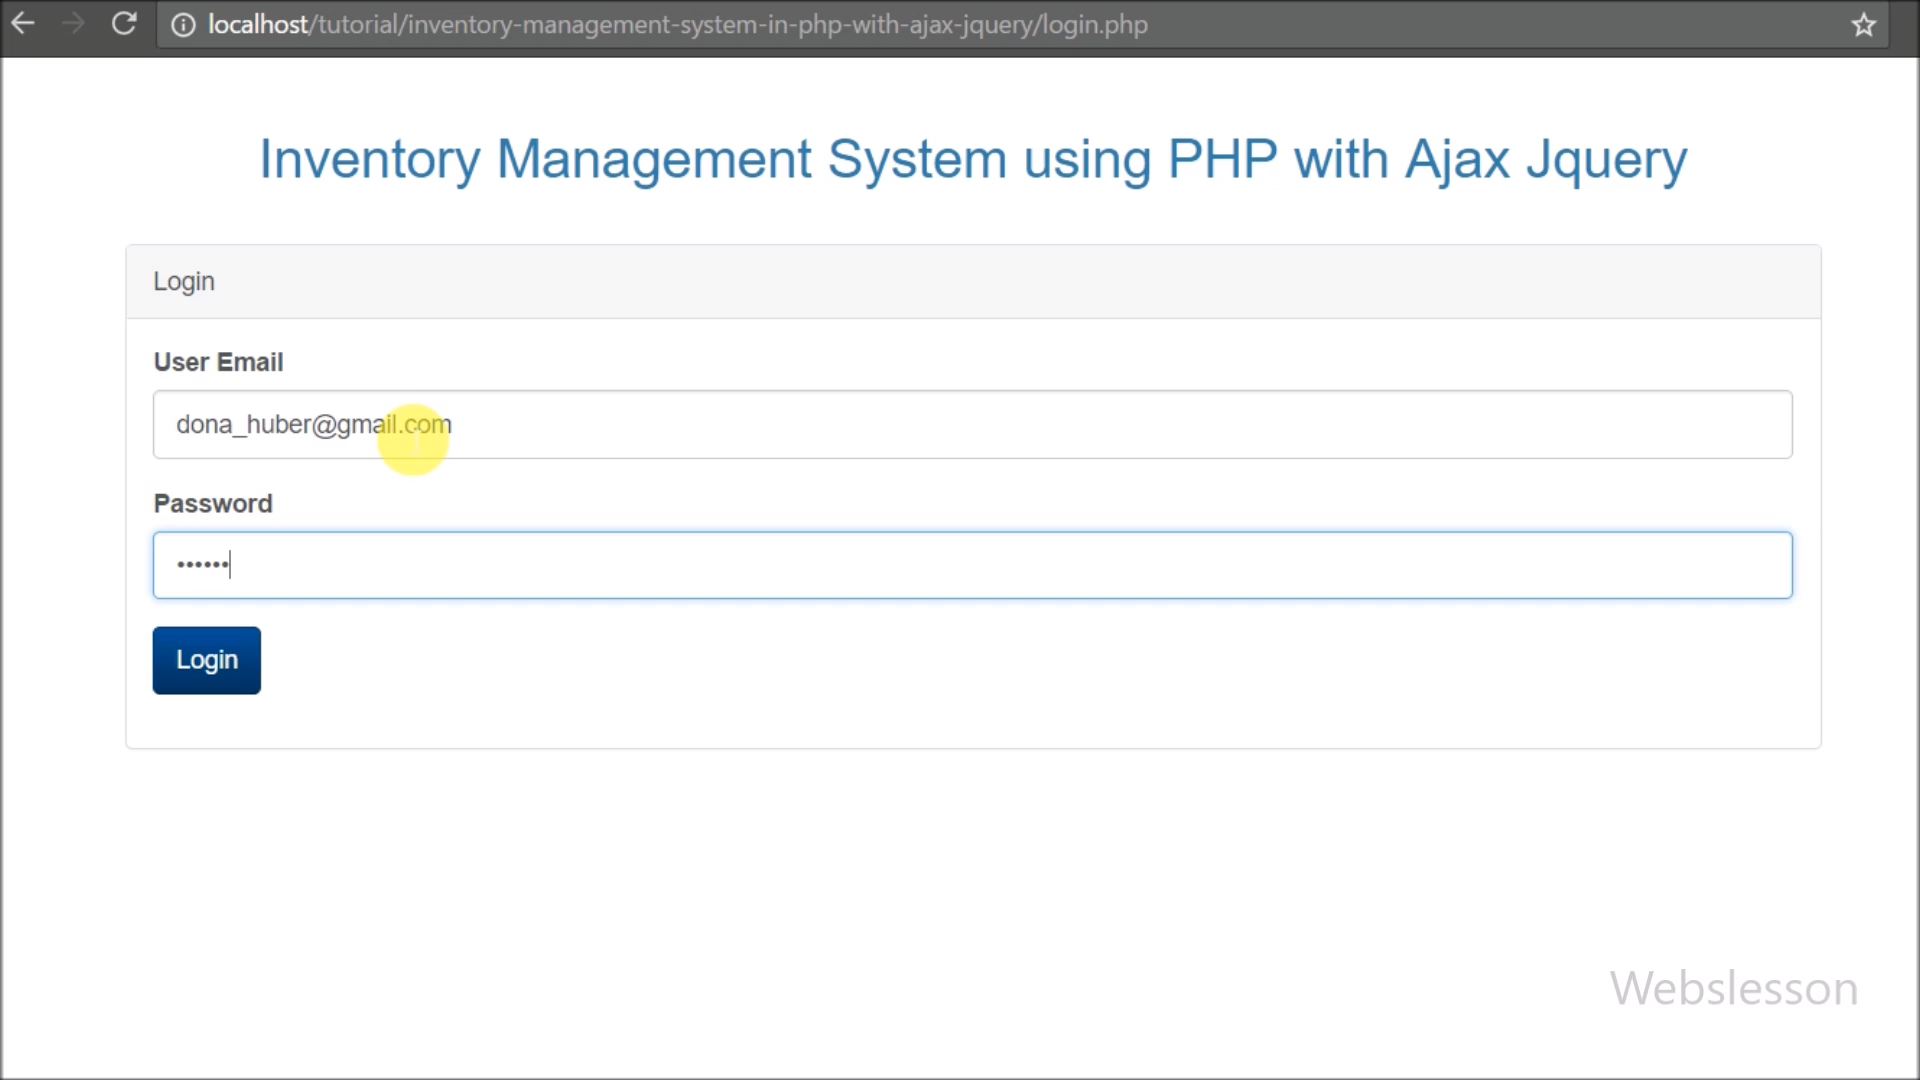 localhost/tutorial/inventory-management-system-in-php-with-ajax-jquery/login.php
Inventory Management System using PHP with Ajax Jquery
Login
User Email
dona_huber@gmail.com
Password
••••••
Login
Webslesson